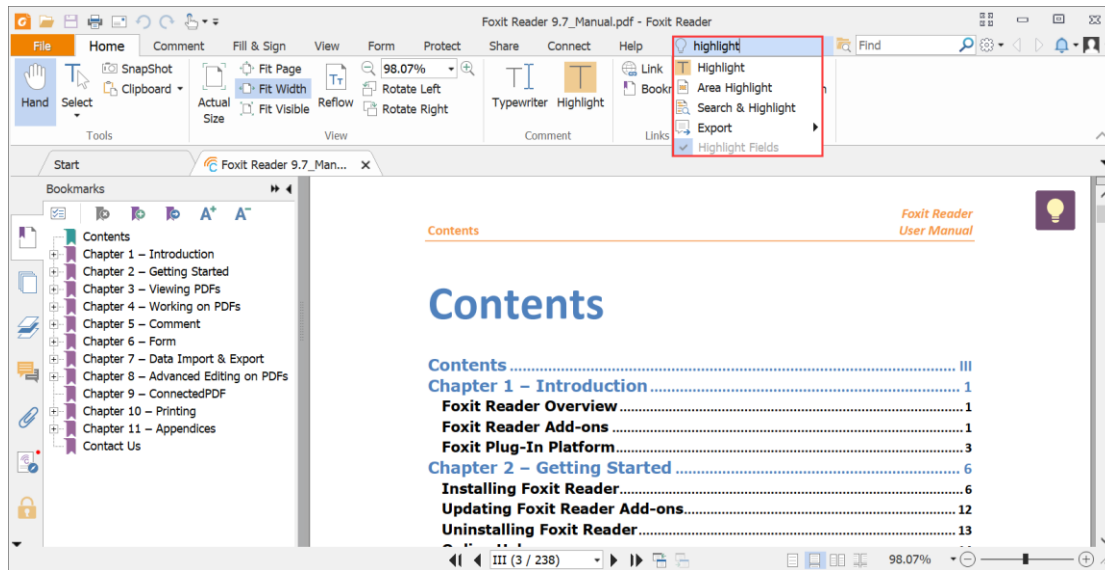 Foxit Reader 9.7_Manual.pdf - Foxit Reader
File Home Comment Fill & Sign View Form Protect Share Connect Help highlight Find
Hand
Select
SnapShot
Clipboard
Tools
Actual Size
Fit Page
Fit Width
Fit Visible
Reflow
98.07%
Rotate Left
Rotate Right
View
Typewriter
Highlight
Comment
Link
Links
Highlight
Area Highlight
Search & Highlight
Export
Highlight Fields
Start
Foxit Reader 9.7_Man...
Bookmarks
Contents
Chapter 1 – Introduction
Chapter 2 – Getting Started
Chapter 3 – Viewing PDFs
Chapter 4 – Working on PDFs
Chapter 5 – Comment
Chapter 6 – Form
Chapter 7 – Data Import & Export
Chapter 8 – Advanced Editing on PDFs
Chapter 9 – ConnectedPDF
Chapter 10 – Printing
Chapter 11 – Appendices
Contact Us
Foxit Reader
Contents User Manual
Contents
Contents ........ III
Chapter 1 – Introduction ........ 1
Foxit Reader Overview ........ 1
Foxit Reader Add-ons ........ 1
Foxit Plug-In Platform ........ 3
Chapter 2 – Getting Started ........ 6
Installing Foxit Reader ........ 6
Updating Foxit Reader Add-ons ........ 12
Uninstalling Foxit Reader ........ 13
III (3 / 238)
98.07%